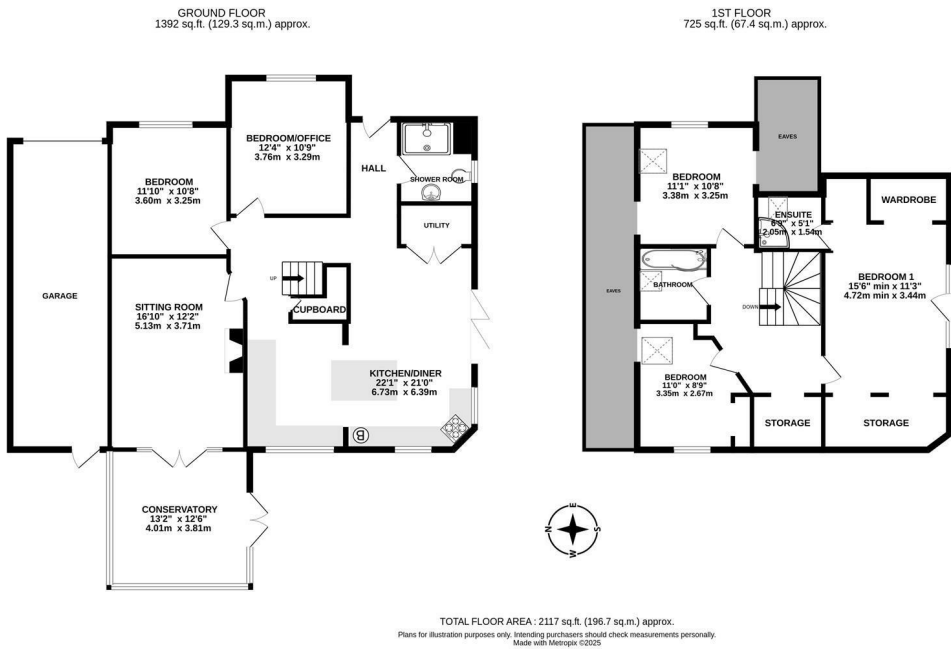 GROUND FLOOR
1392 sq.ft. (129.3 sq.m.) approx.
BEDROOM/OFFICE
12'4" x 10'9"
3.76m x 3.29m
HALL
SHOWER ROOM
BEDROOM
11'10" x 10'8"
3.60m x 3.25m
UTILITY
UP
CUPBOARD
GARAGE
SITTING ROOM
16'10" x 12'2"
5.13m x 3.71m
KITCHEN/DINER
22'1" x 21'0"
6.73m x 6.39m
B
CONSERVATORY
13'2" x 12'6"
4.01m x 3.81m
1ST FLOOR
725 sq.ft. (67.4 sq.m.) approx.
EAVES
BEDROOM
11'1" x 10'8"
3.38m x 3.25m
WARDROBE
ENSUITE
6'9" x 5'1"
2.05m x 1.54m
EAVES
BATHROOM
BEDROOM 1
15'6" min x 11'3"
4.72m min x 3.44m
DOWN
BEDROOM
11'0" x 8'9"
3.35m x 2.67m
STORAGE
STORAGE
E
N
S
W
TOTAL FLOOR AREA : 2117 sq.ft. (196.7 sq.m.) approx.
Plans for illustration purposes only. Intending purchasers should check measurements personally.
Made with Metropix ©2025